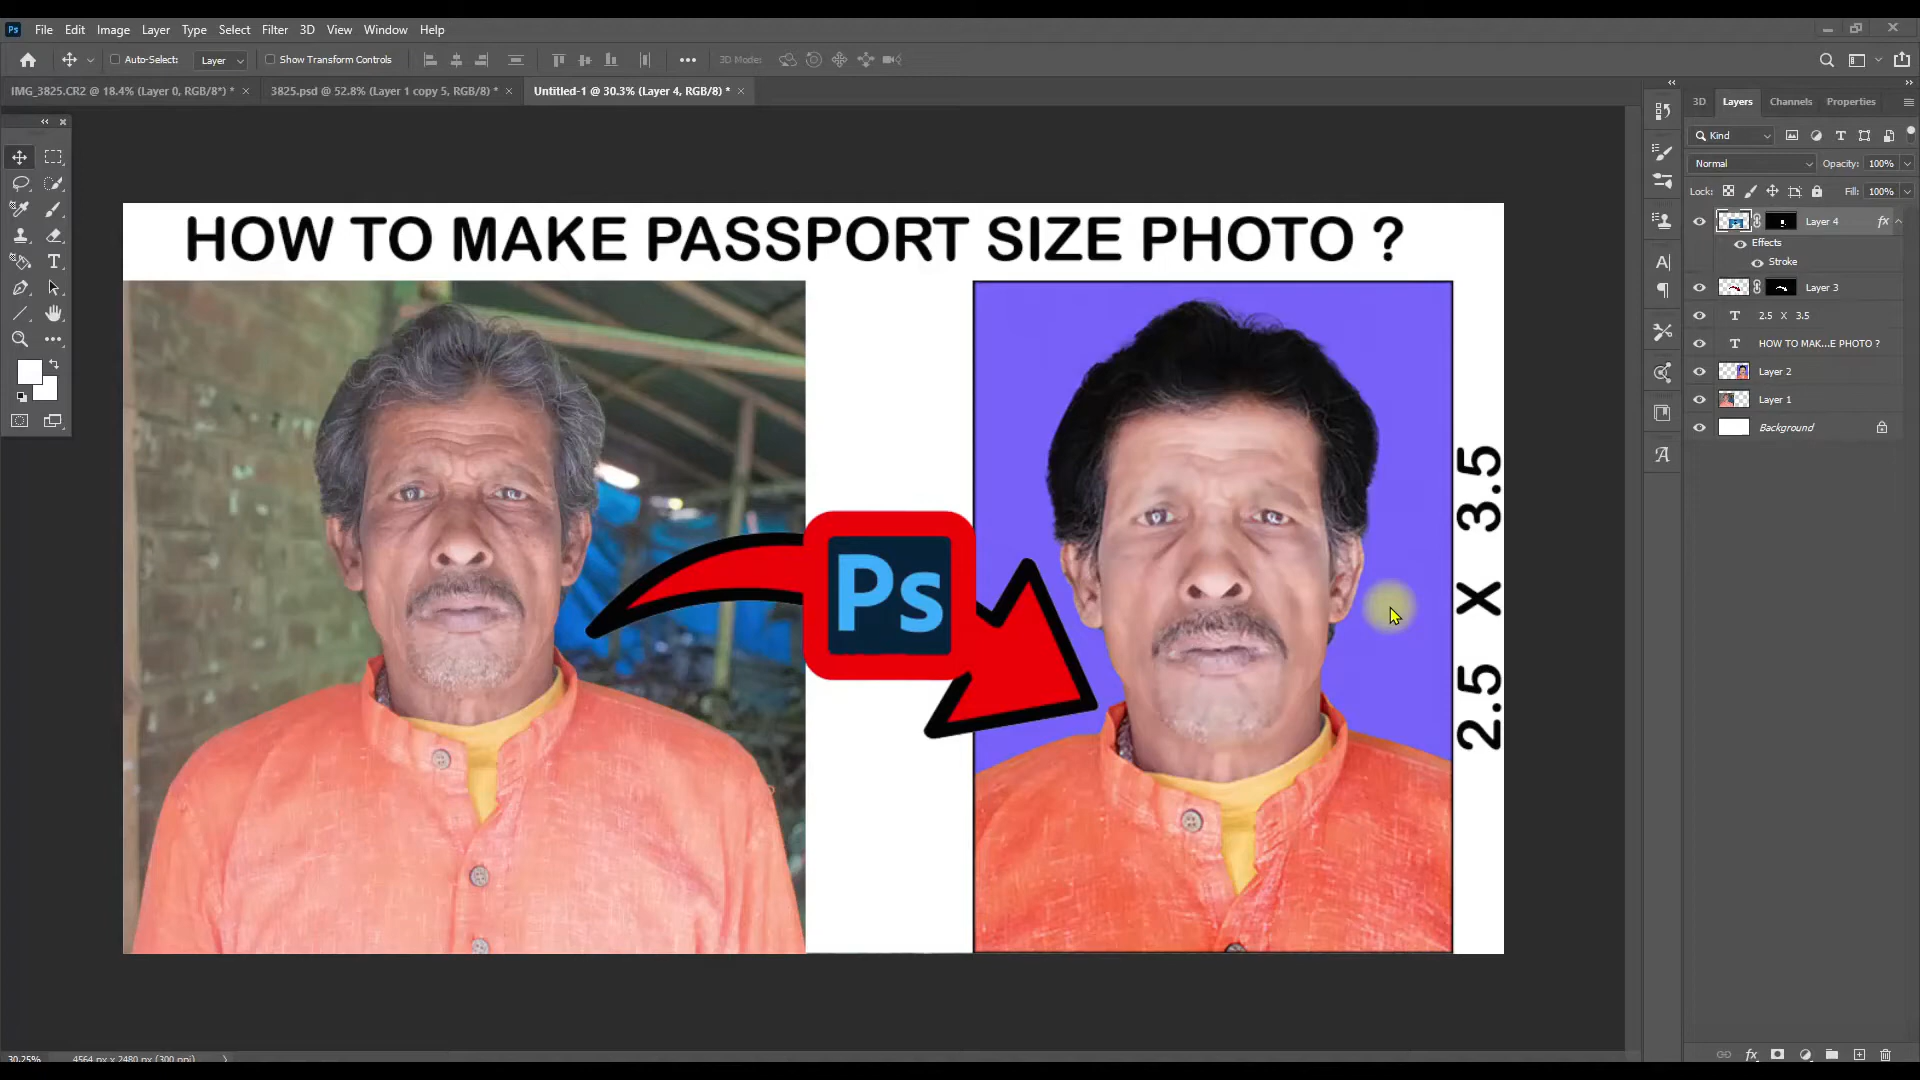 Ps File Edit Image Layer Type Select Filter 3D View Window Help
Auto-Select: Layer Show Transform Controls ••• 3D Mode:
IMG_3825.CR2 @ 18.4% (Layer 0, RGB/8*) * × 3825.psd @ 52.8% (Layer 1 copy 5, RGB/8) * × Untitled-1 @ 30.3% (Layer 4, RGB/8) * ×
3D Layers Channels Properties
Kind
Normal Opacity: 100%
Lock: Fill: 100%
Layer 4 fx
Effects
Stroke
Layer 3
T 2.5 X 3.5
T HOW TO MAK...E PHOTO ?
Layer 2
Layer 1
Background
HOW TO MAKE PASSPORT SIZE PHOTO ?
Ps
2.5 X 3.5
30.25% 4564 px x 2480 px (300 ppi)